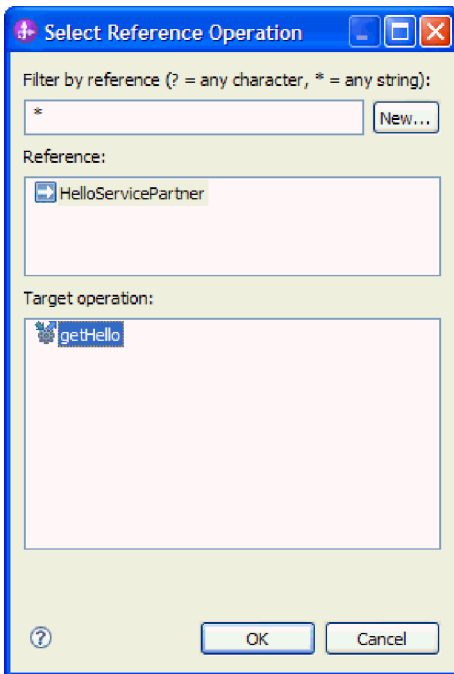 Select Reference Operation
Filter by reference (? = any character, * = any string):
*
New...
Reference:
HelloServicePartner
Target operation:
getHello
?
OK Cancel